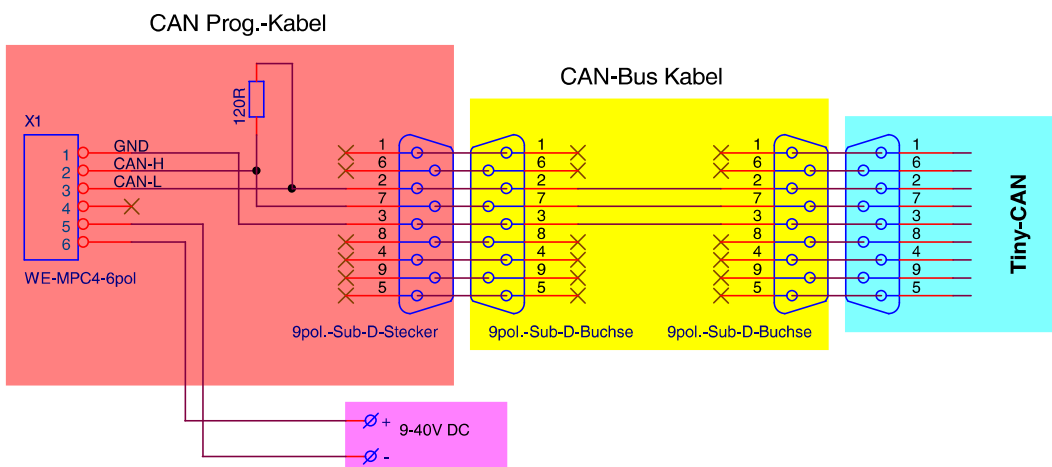 CAN Prog.-Kabel
CAN-Bus Kabel
120R
X1
1 GND
2 CAN-H
3 CAN-L
4
5
6
WE-MPC4-6pol
1 1 1 1
6 6 6 6
2 2 2 2
7 7 7 7
3 3 3 3
8 8 8 8
4 4 4 4
9 9 9 9
5 5 5 5
9pol.-Sub-D-Stecker
9pol.-Sub-D-Buchse
9pol.-Sub-D-Buchse
Tiny-CAN
+ 9-40V DC
-